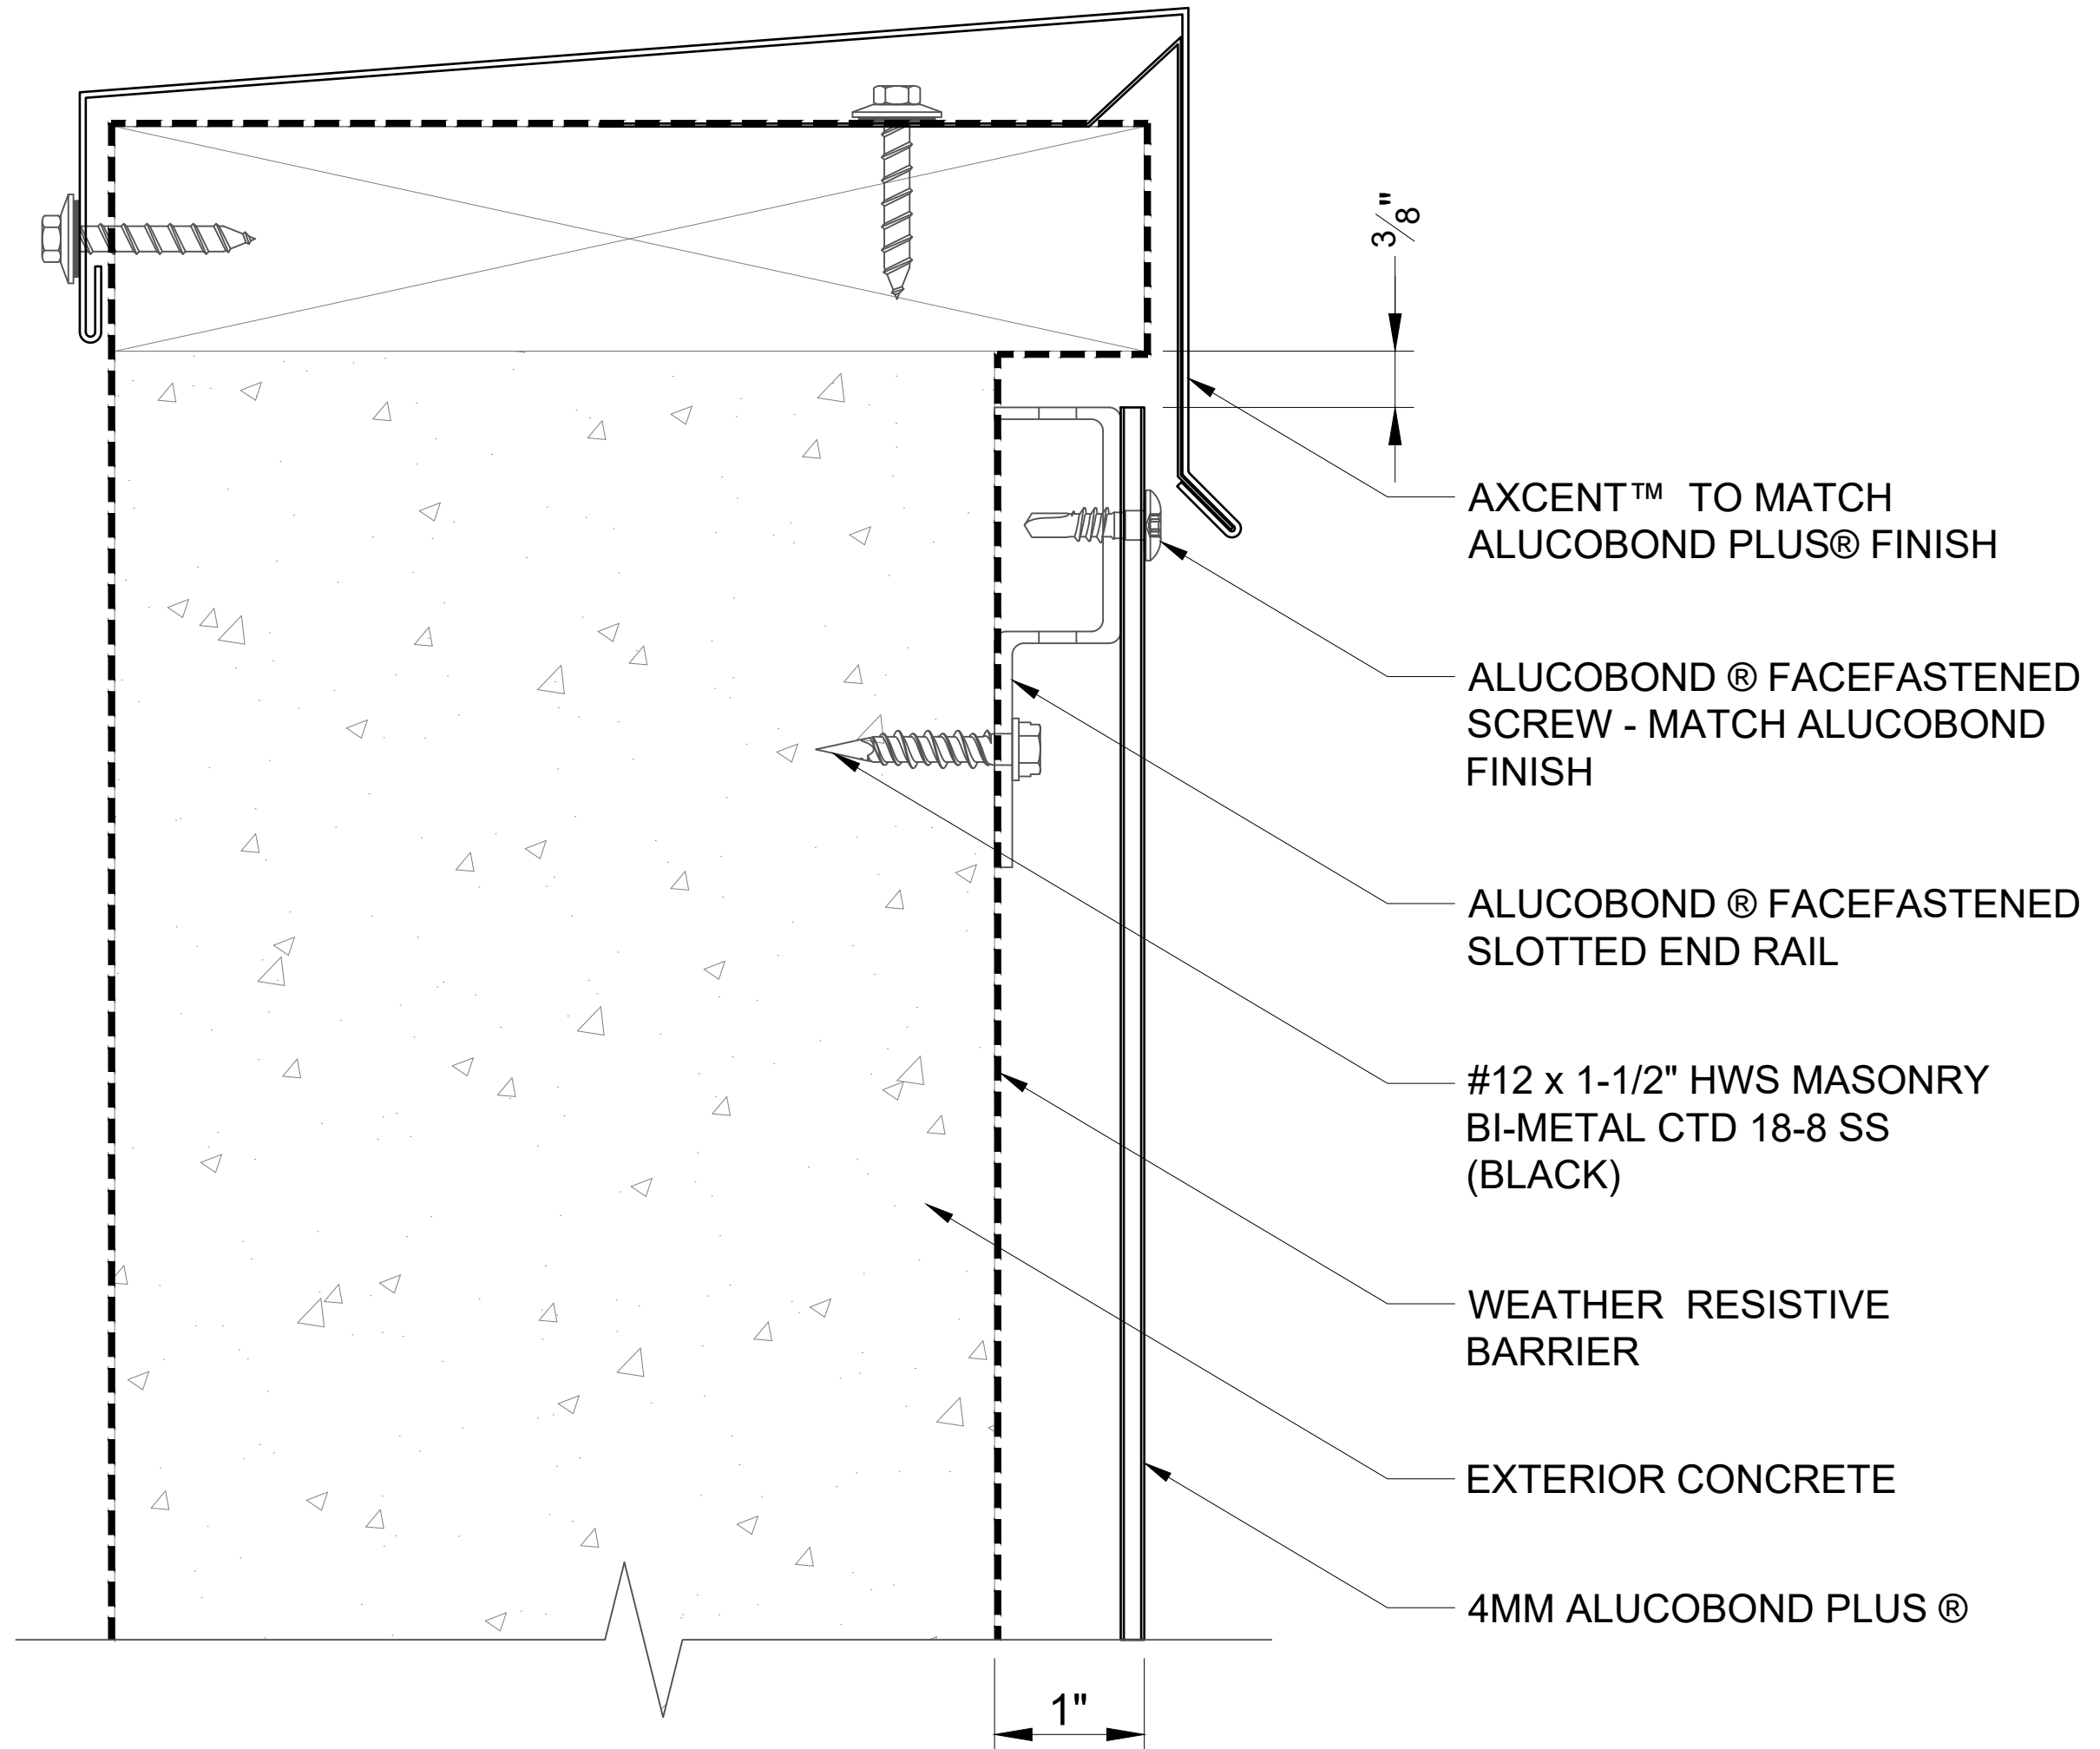 3/8"
AXCENT™ TO MATCH
ALUCOBOND PLUS® FINISH
ALUCOBOND ® FACEFASTENED
SCREW - MATCH ALUCOBOND
FINISH
ALUCOBOND ® FACEFASTENED
SLOTTED END RAIL
#12 x 1-1/2" HWS MASONRY
BI-METAL CTD 18-8 SS
(BLACK)
WEATHER RESISTIVE
BARRIER
EXTERIOR CONCRETE
4MM ALUCOBOND PLUS ®
1"